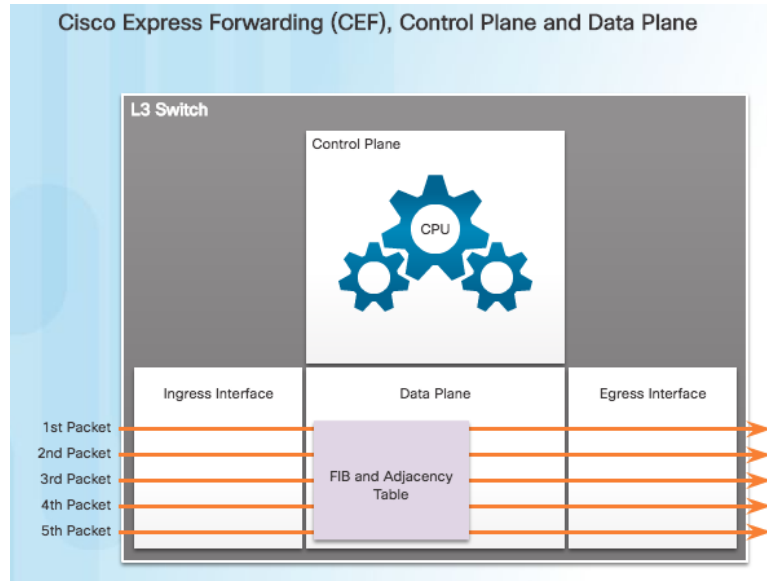 Cisco Express Forwarding (CEF), Control Plane and Data Plane
L3 Switch
Control Plane
CPU
Ingress Interface
Data Plane
Egress Interface
1st Packet
2nd Packet
3rd Packet
4th Packet
5th Packet
FIB and Adjacency
Table